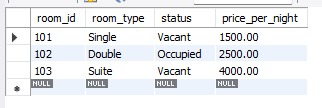 room_id room_type status price_per_night
101 Single Vacant 1500.00
102 Double Occupied 2500.00
103 Suite Vacant 4000.00
NULL NULL NULL NULL